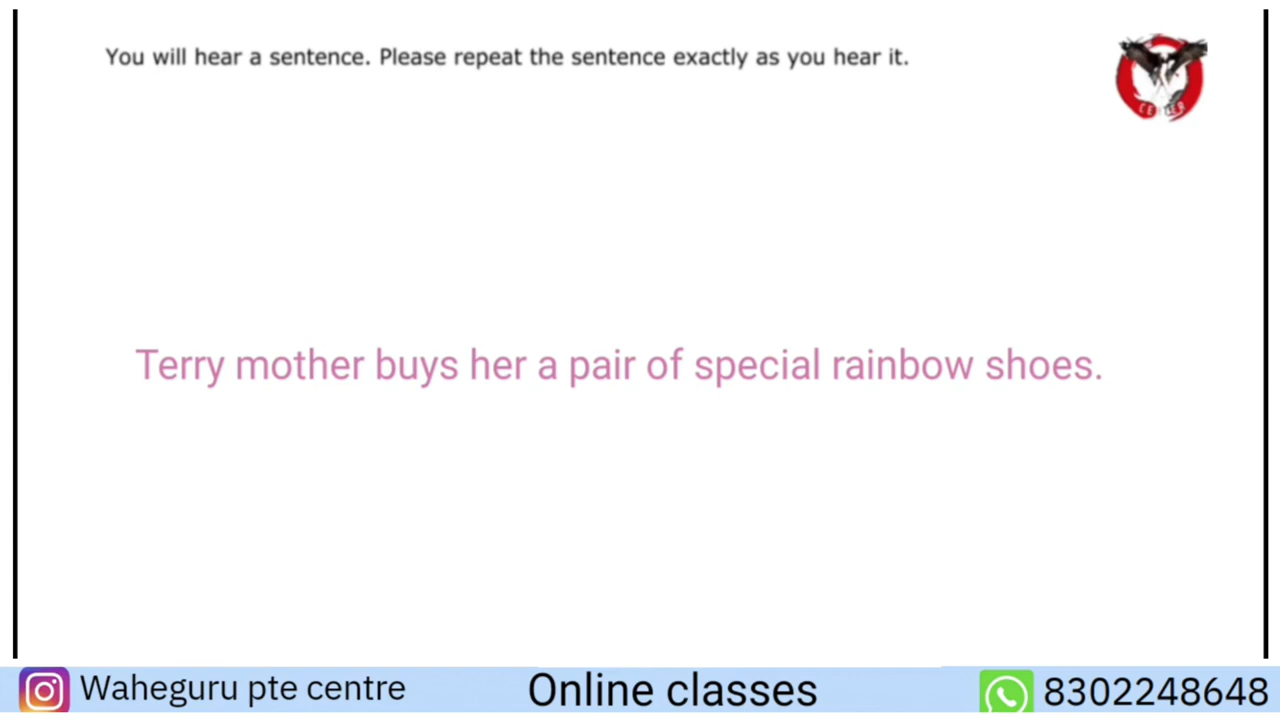 You will hear a sentence. Please repeat the sentence exactly as you hear it.
Terry mother buys her a pair of special rainbow shoes.
Waheguru pte centre
Online classes
8302248648